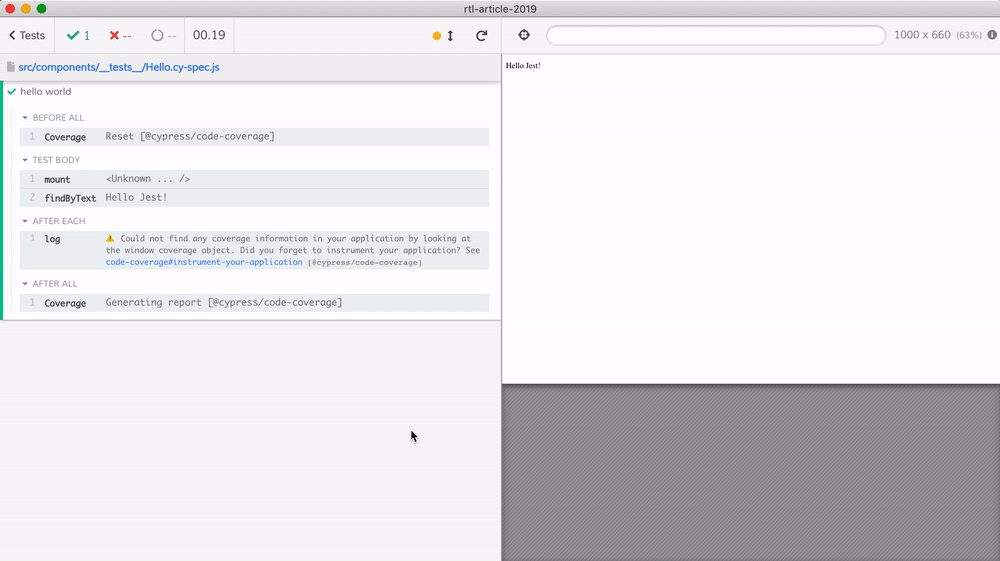 rtl-article-2019
Tests
1
--
--
00.19
1000 x 660 (63%)
src/components/__tests__/Hello.cy-spec.js
hello world
BEFORE ALL
1 Coverage Reset [@cypress/code-coverage]
TEST BODY
1 mount <Unknown ... />
2 findByText Hello Jest!
AFTER EACH
1 log ⚠ Could not find any coverage information in your application by looking at
the window coverage object. Did you forget to instrument your application? See
code-coverage#instrument-your-application [@cypress/code-coverage]
AFTER ALL
1 Coverage Generating report [@cypress/code-coverage]
Hello Jest!